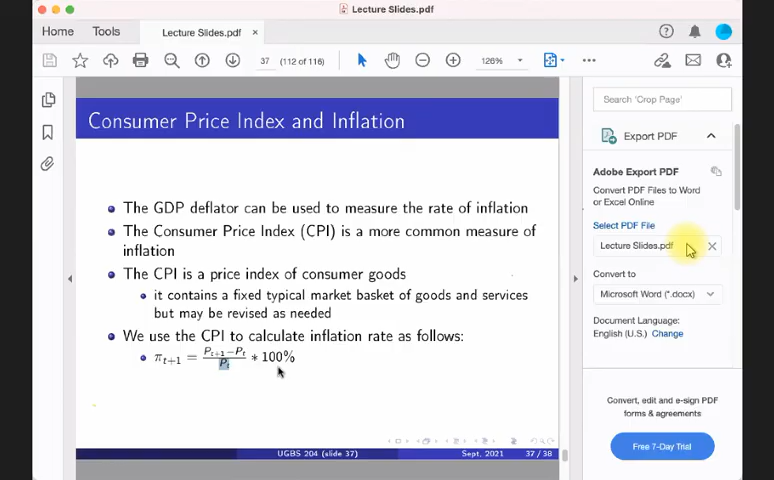 Lecture Slides.pdf
Home Tools Lecture Slides.pdf ×
37 (112 of 116) 126%
Search 'Crop Page'
Consumer Price Index and Inflation
Export PDF
The GDP deflator can be used to measure the rate of inflation
The Consumer Price Index (CPI) is a more common measure of
inflation
The CPI is a price index of consumer goods
it contains a fixed typical market basket of goods and services
but may be revised as needed
We use the CPI to calculate inflation rate as follows:
π_{t+1} = \frac{P_{t+1}−P_t}{P_t} ∗ 100%
UGBS 204 (slide 37) Sept, 2021 37 / 38
Adobe Export PDF
Convert PDF Files to Word
or Excel Online
Select PDF File
Lecture Slides.pdf ×
Convert to
Microsoft Word (*.docx)
Document Language:
English (U.S.) Change
Convert, edit and e-sign PDF
forms & agreements
Free 7-Day Trial